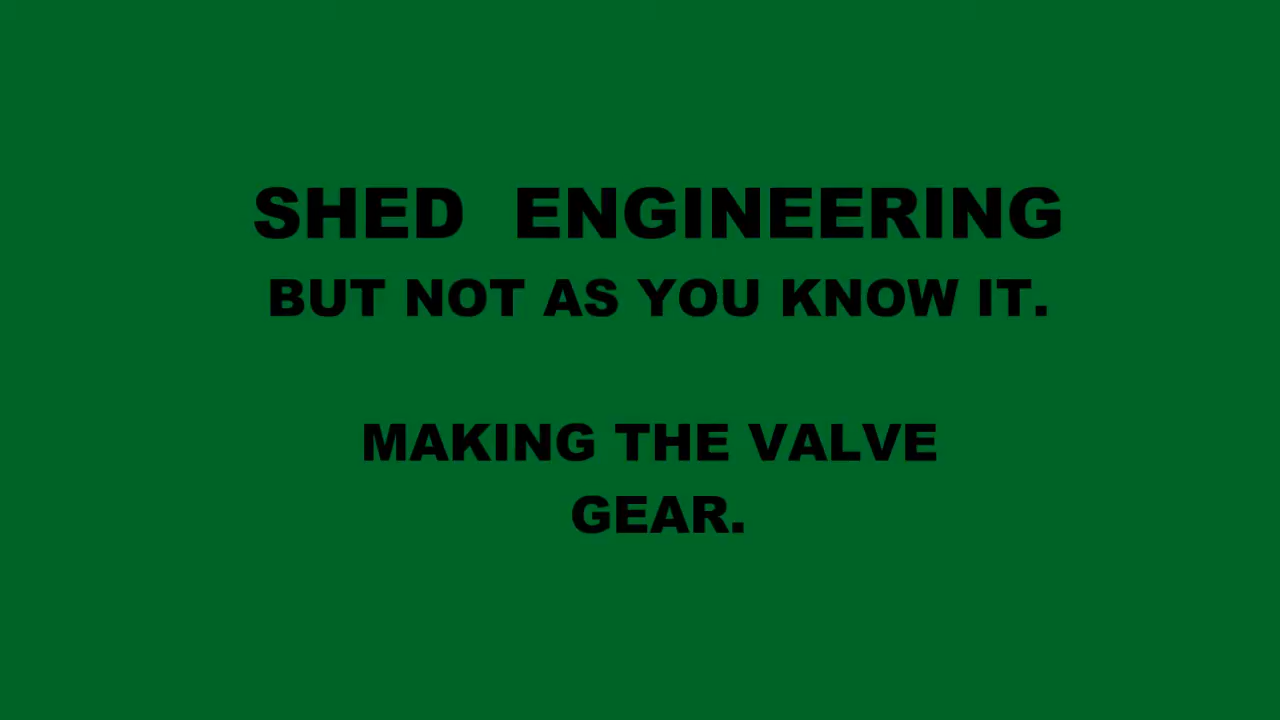 SHED ENGINEERING
BUT NOT AS YOU KNOW IT.
MAKING THE VALVE
GEAR.